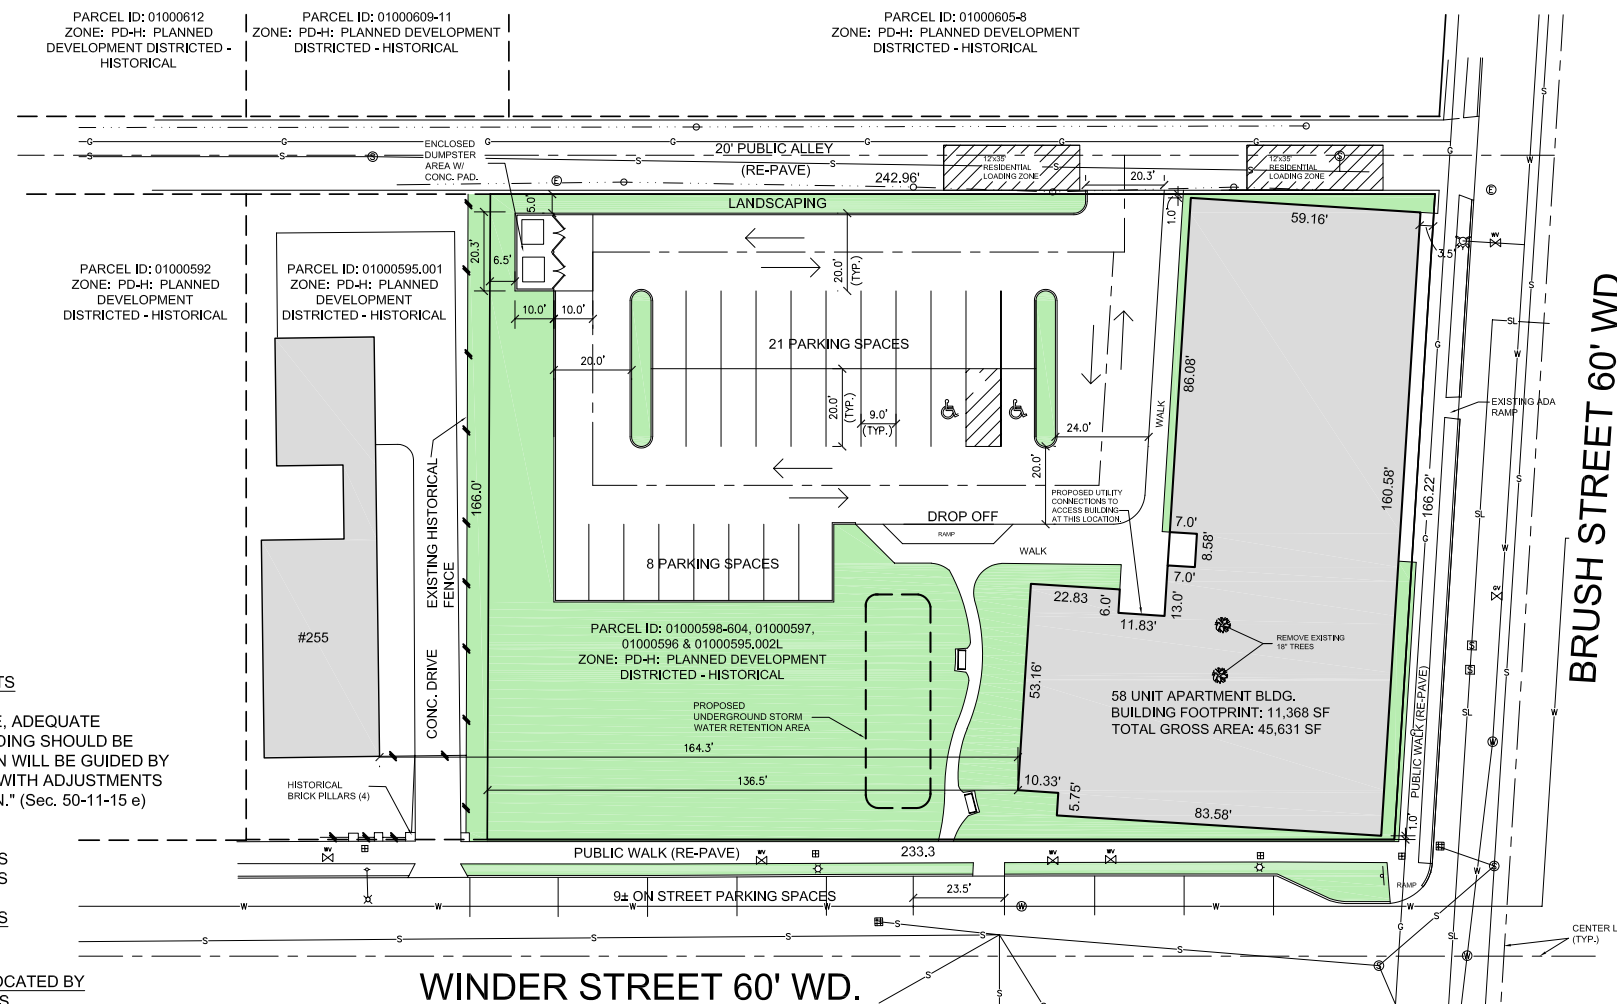 PARCEL ID: 01000612
ZONE: PD-H: PLANNED
DEVELOPMENT DISTRICTED -
HISTORICAL
PARCEL ID: 01000609-11
ZONE: PD-H: PLANNED DEVELOPMENT
DISTRICTED - HISTORICAL
PARCEL ID: 01000605-8
ZONE: PD-H: PLANNED DEVELOPMENT
DISTRICTED - HISTORICAL
ENCLOSED
DUMPSTER
AREA W/
CONC. PAD.
20' PUBLIC ALLEY
(RE-PAVE)
242.96'
12'x35'
RESIDENTIAL
LOADING ZONE
20.3'
12'x35'
RESIDENTIAL
LOADING ZONE
LANDSCAPING
5.0'
1.0'
59.16'
3.5'
20.3'
6.5'
20.0'
(TYP.)
PARCEL ID: 01000592
ZONE: PD-H: PLANNED
DEVELOPMENT
DISTRICTED - HISTORICAL
PARCEL ID: 01000595.001
ZONE: PD-H: PLANNED
DEVELOPMENT
DISTRICTED - HISTORICAL
10.0'
10.0'
21 PARKING SPACES
20.0'
20.0'
(TYP.)
9.0'
(TYP.)
24.0'
20.0'
WALK
86.08'
EXISTING ADA
RAMP
BRUSH STREET 60' WD
EXISTING HISTORICAL
FENCE
166.0'
PROPOSED UTILITY
CONNECTIONS TO
ACCESS BUILDING
AT THIS LOCATION.
160.58'
166.22'
DROP OFF
RAMP
WALK
7.0'
8.58'
7.0'
8 PARKING SPACES
22.83
6.0'
13.0'
11.83'
#255
PARCEL ID: 01000598-604, 01000597,
01000596 & 01000595.002L
ZONE: PD-H: PLANNED DEVELOPMENT
DISTRICTED - HISTORICAL
REMOVE EXISTING
18" TREES
CONC. DRIVE
53.16'
58 UNIT APARTMENT BLDG.
BUILDING FOOTPRINT: 11,368 SF
TOTAL GROSS AREA: 45,631 SF
PROPOSED
UNDERGROUND STORM
WATER RETENTION AREA
PUBLIC WALK (RE-PAVE)
164.3'
136.5'
10.33'
5.75'
83.58'
1.0'
HISTORICAL
BRICK PILLARS (4)
TS
E, ADEQUATE
DING SHOULD BE
N WILL BE GUIDED BY
WITH ADJUSTMENTS
N." (Sec. 50-11-15 e)
S
S
S
OCATED BY
S
PUBLIC WALK (RE-PAVE)
233.3
9± ON STREET PARKING SPACES
23.5'
RAMP
CENTER L
(TYP.)
WINDER STREET 60' WD.